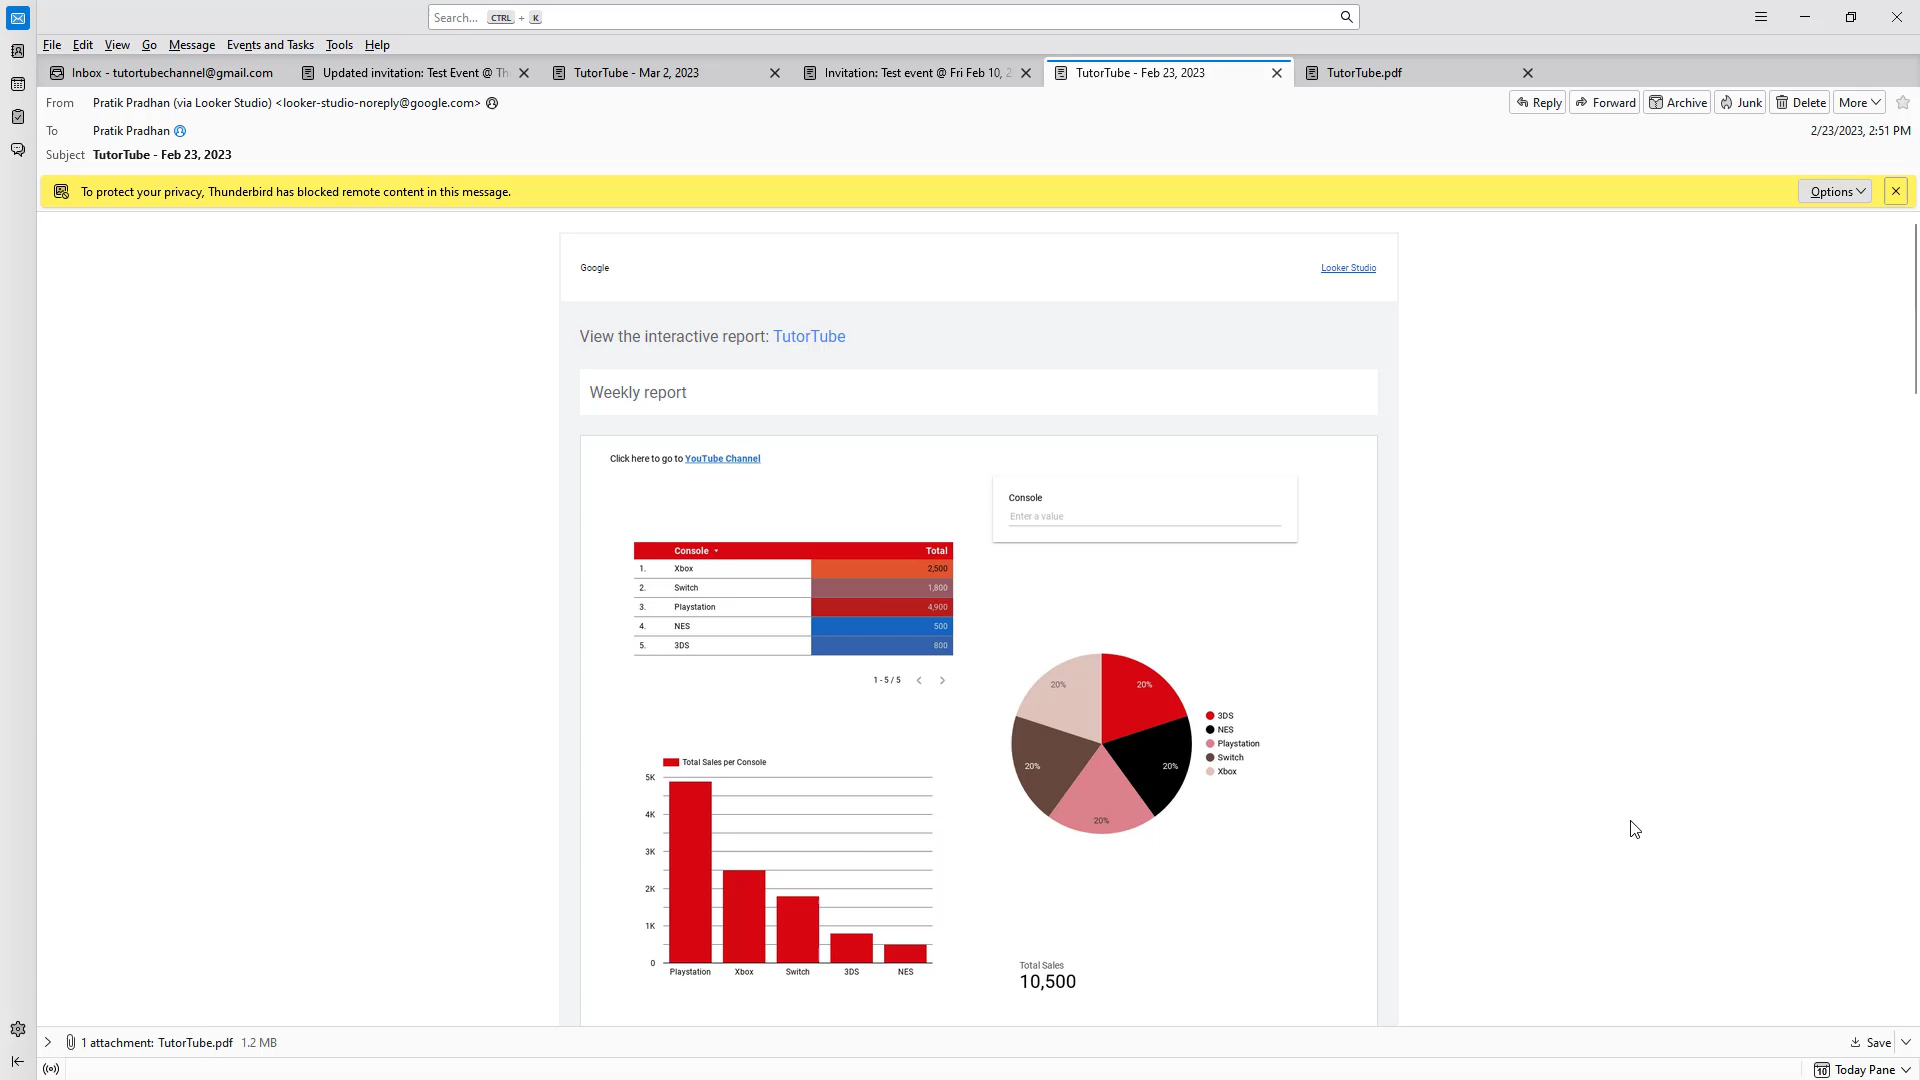 Search... CTRL + K
File Edit View Go Message Events and Tasks Tools Help
Inbox - tutortubechannel@gmail.com
Updated invitation: Test Event @ Th
TutorTube - Mar 2, 2023
Invitation: Test event @ Fri Feb 10, 2
TutorTube - Feb 23, 2023
TutorTube.pdf
From Pratik Pradhan (via Looker Studio) <looker-studio-noreply@google.com>
Reply Forward Archive Junk Delete More
To Pratik Pradhan
2/23/2023, 2:51 PM
Subject TutorTube - Feb 23, 2023
To protect your privacy, Thunderbird has blocked remote content in this message.
Options
Google
Looker Studio
View the interactive report: TutorTube
Weekly report
Click here to go to YouTube Channel
Console
Enter a value
Console Total
1. Xbox 2,500
2. Switch 1,800
3. Playstation 4,900
4. NES 500
5. 3DS 800
1 - 5 / 5
20%
20%
20%
20%
20%
3DS
NES
Playstation
Switch
Xbox
Total Sales per Console
5K
4K
3K
2K
1K
0
Playstation Xbox Switch 3DS NES
Total Sales
10,500
1 attachment: TutorTube.pdf 1.2 MB
Save
10 Today Pane